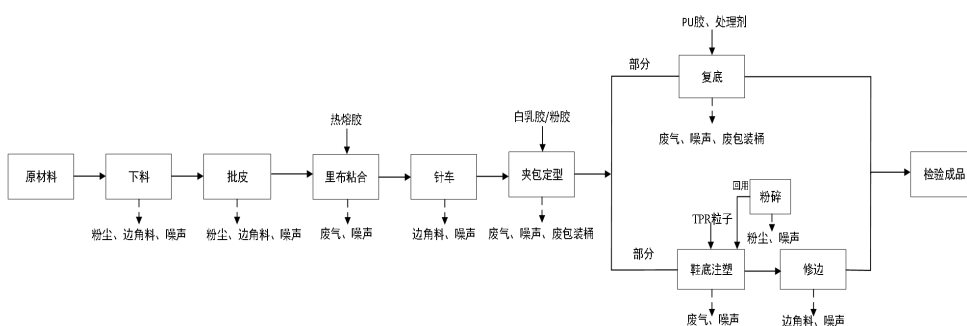 PU胶、处理剂
部分
复底
废气、噪声、废包装桶
热熔胶
白乳胶/粉胶
原材料
下料
批皮
里布粘合
针车
夹包定型
检验成品
粉尘、边角料、噪声
粉尘、边角料、噪声
废气、噪声
边角料、噪声
废气、噪声、废包装桶
回用
粉碎
TPR粒子
粉尘、噪声
部分
鞋底注塑
修边
废气、噪声
边角料、噪声